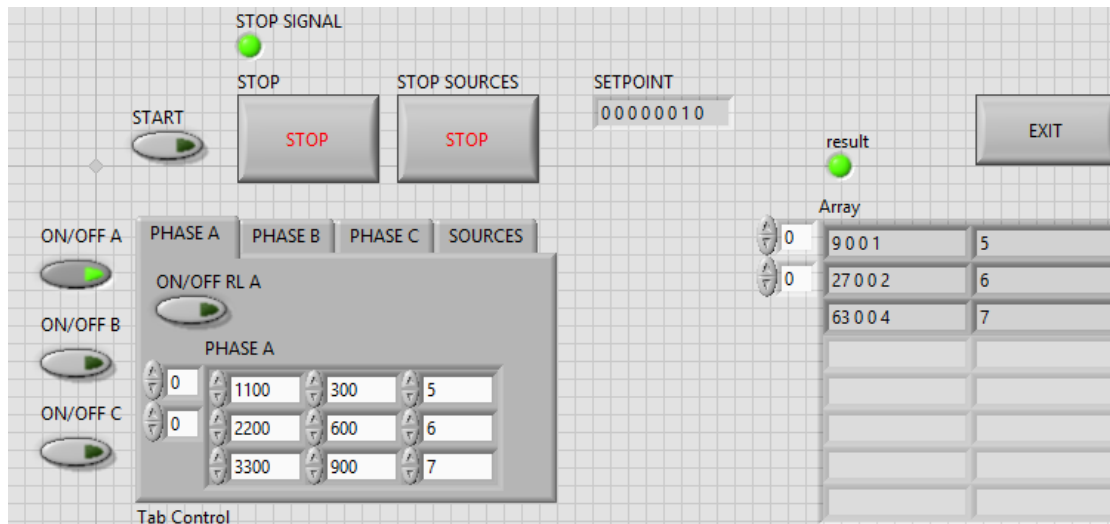 STOP SIGNAL
STOP STOP SOURCES SETPOINT
START STOP STOP 00000010 EXIT
result
Array
ON/OFF A PHASE A PHASE B PHASE C SOURCES 0 9 0 0 1 5
ON/OFF RL A 0 27 0 0 2 6
ON/OFF B 63 0 0 4 7
PHASE A
0 1100 300 5
ON/OFF C 0 2200 600 6
3300 900 7
Tab Control